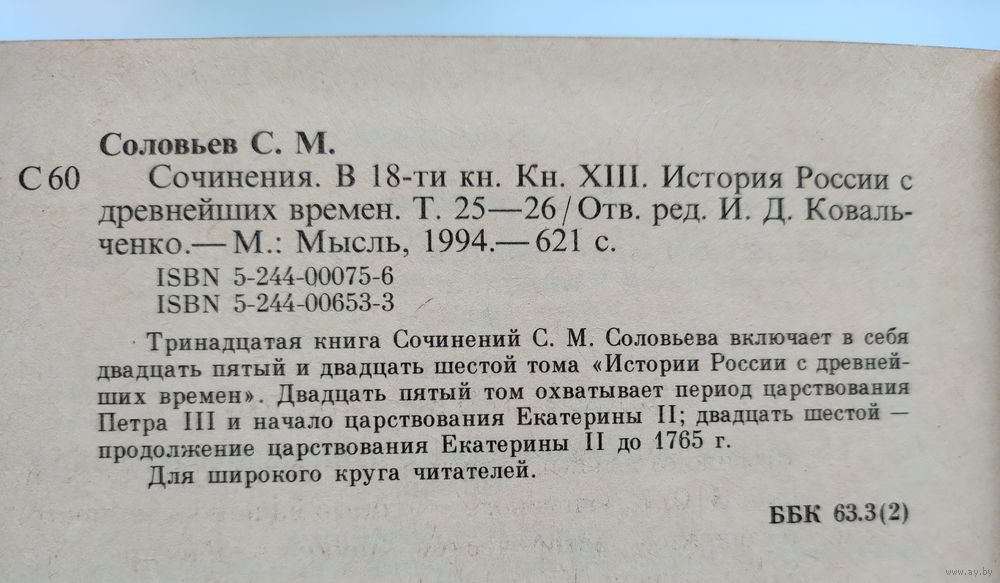 Соловьев С. М.
С 60 Сочинения. В 18-ти кн. Кн. XIII. История России с
древнейших времен. Т. 25—26/Отв. ред. И. Д. Коваль-
ченко.— М.: Мысль, 1994.— 621 с.
ISBN 5-244-00075-6
ISBN 5-244-00653-3
Тринадцатая книга Сочинений С. М. Соловьева включает в себя
двадцать пятый и двадцать шестой тома «Истории России с древней-
ших времен». Двадцать пятый том охватывает период царствования
Петра III и начало царствования Екатерины II; двадцать шестой —
продолжение царствования Екатерины II до 1765 г.
Для широкого круга читателей.
ББК 63.3(2)
www.ay.by